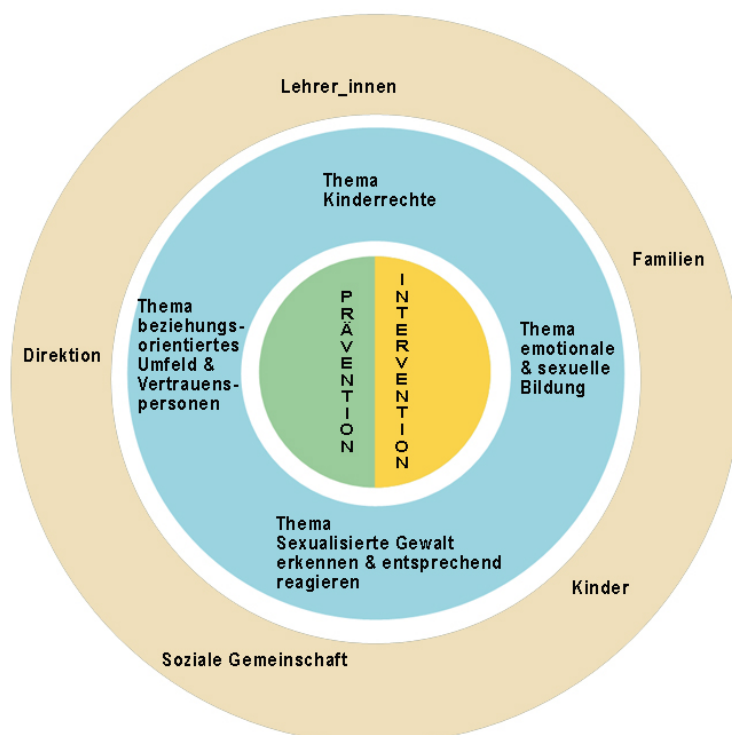 Lehrer_innen
Thema
Kinderrechte
Familien
Thema
beziehungs-
orientiertes
Umfeld &
Vertrauens-
personen
Direktion
PRÄVENTION
INTERVENTION
Thema
emotionale
& sexuelle
Bildung
Thema
Sexualisierte Gewalt
erkennen & entsprechend
reagieren
Kinder
Soziale Gemeinschaft